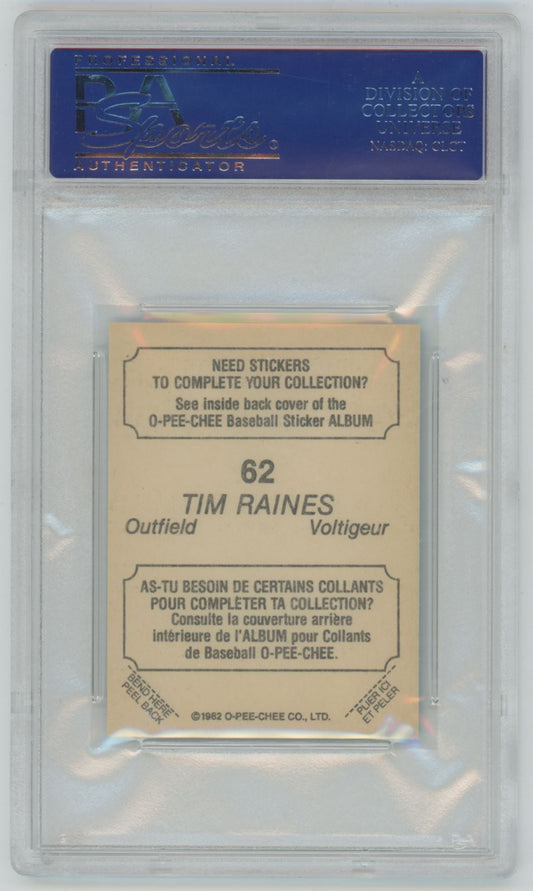 PROFESSIONAL
PSA
Sports
AUTHENTICATOR
A
DIVISION OF
COLLECTORS
UNIVERSE
NASDAQ: CLCT
NEED STICKERS
TO COMPLETE YOUR COLLECTION?
See inside back cover of the
O-PEE-CHEE Baseball Sticker ALBUM
62
TIM RAINES
Outfield Voltigeur
AS-TU BESOIN DE CERTAINS COLLANTS
POUR COMPLÉTER TA COLLECTION?
Consulte la couverture arrière
intérieure de l'ALBUM pour Collants
de Baseball O-PEE-CHEE.
BEND HERE
PEEL BACK
©1982 O-PEE-CHEE CO., LTD.
PLIER ICI
ET PELER